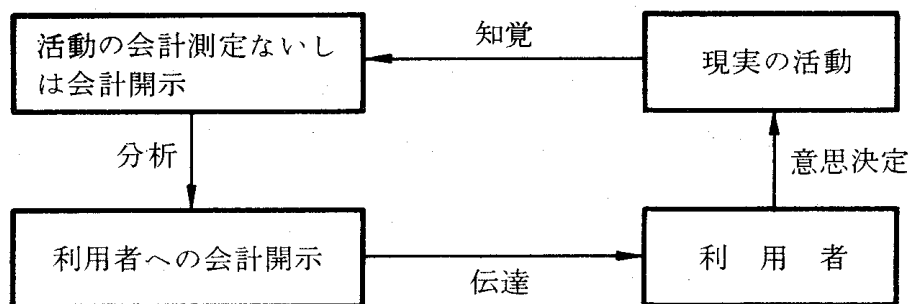 活動の会計測定ないし
は会計開示
知覚
現実の活動
分析
意思決定
利用者への会計開示
伝達
利用者